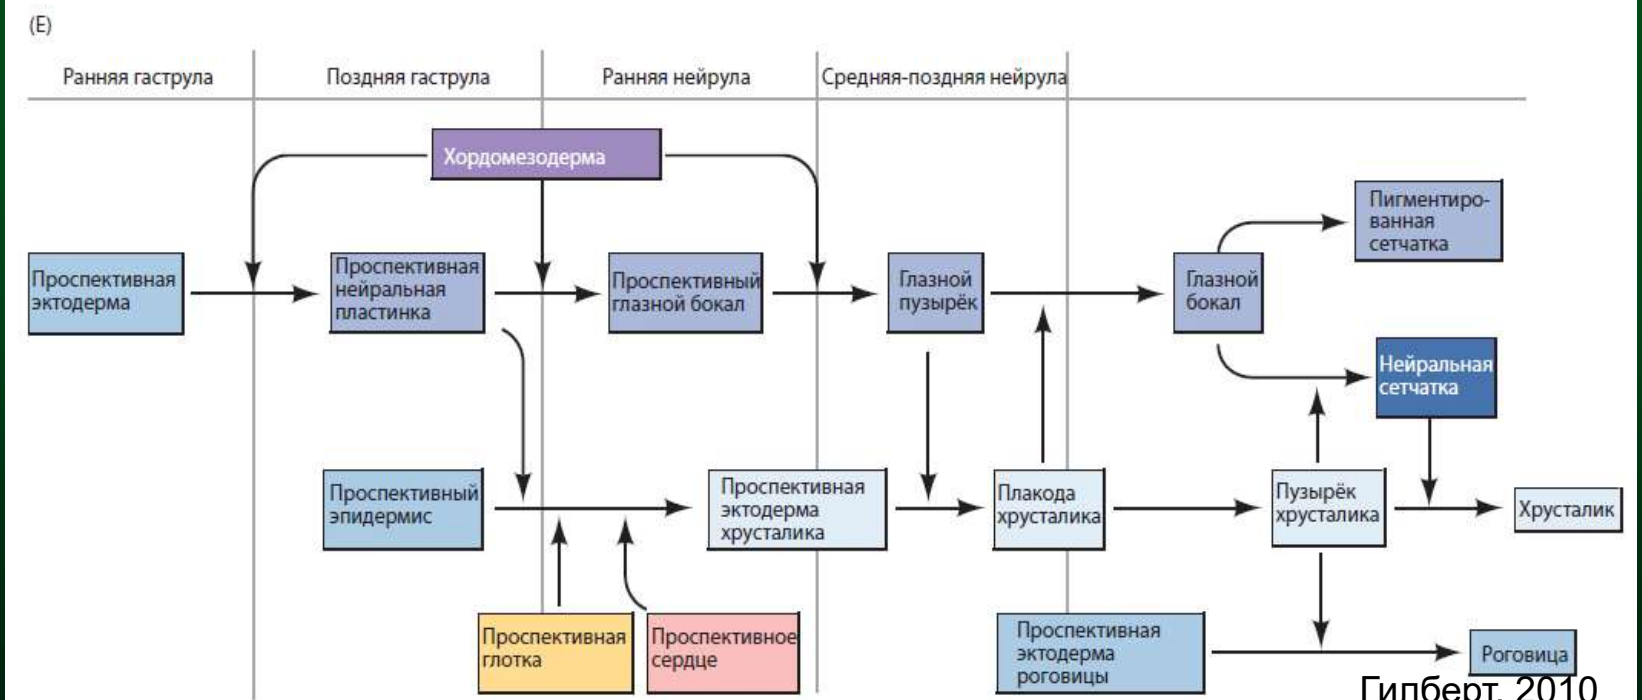 (E)
Ранняя гаструла
Поздняя гаструла
Ранняя нейрула
Средняя-поздняя нейрула
Хордомезодерма
Пигментиро-
ванная
сетчатка
Проспективная
эктодерма
Проспективная
нейральная
пластинка
Проспективный
глазной бокал
Глазной
пузырёк
Глазной
бокал
Нейральная
сетчатка
Проспективный
эпидермис
Проспективная
эктодерма
хрусталика
Плакода
хрусталика
Пузырёк
хрусталика
Хрусталик
Проспективная
глотка
Проспективное
сердце
Проспективная
эктодерма
роговицы
Роговица
Гилберт, 2010